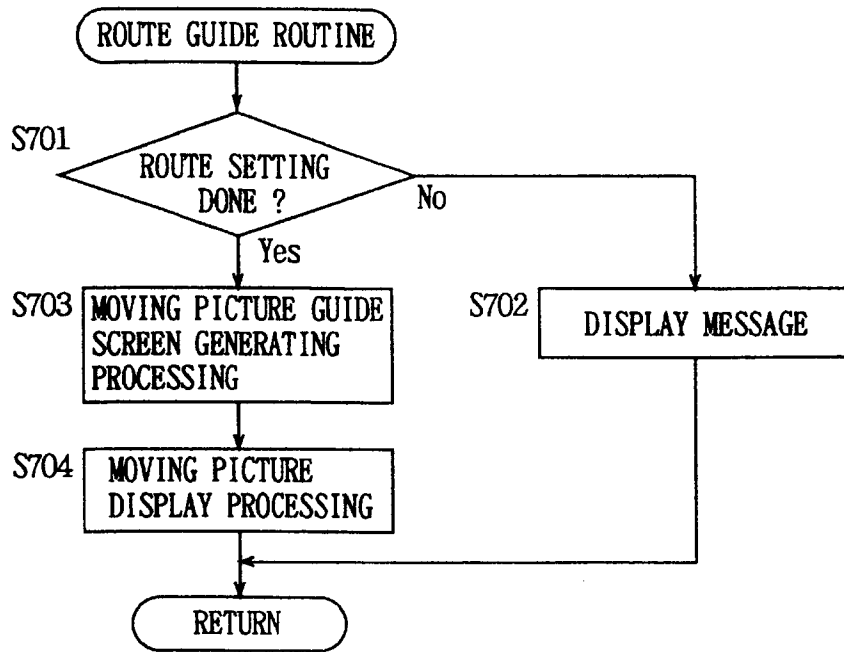 ROUTE GUIDE ROUTINE
S701
ROUTE SETTING
DONE ?
No
Yes
S703
MOVING PICTURE GUIDE
SCREEN GENERATING
PROCESSING
S702
DISPLAY MESSAGE
S704
MOVING PICTURE
DISPLAY PROCESSING
RETURN